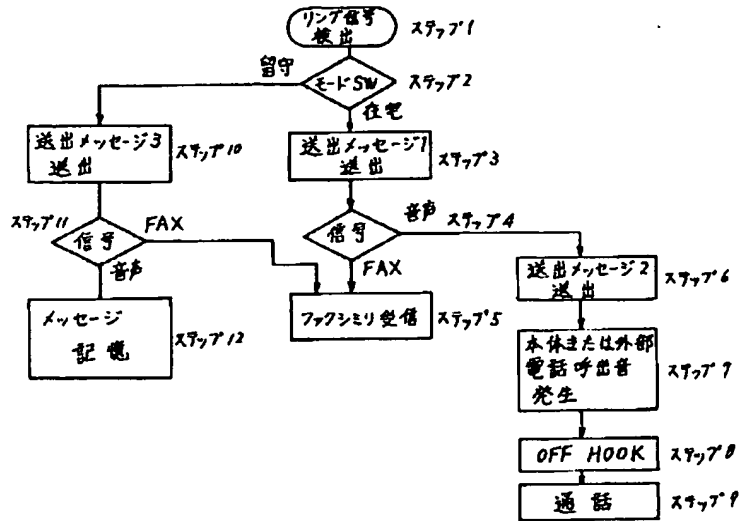 リング信号
検出
ステップ1
留守
モードSW
ステップ2
在宅
送出メッセージ3
送出
ステップ10
送出メッセージ1
送出
ステップ3
ステップ11
信号
FAX
音声
信号
音声
ステップ4
FAX
送出メッセージ2
送出
ステップ6
メッセージ
記憶
ステップ12
ファクシミリ受信
ステップ5
本体または外部
電話呼出音
発生
ステップ7
OFF HOOK
ステップ8
通話
ステップ9